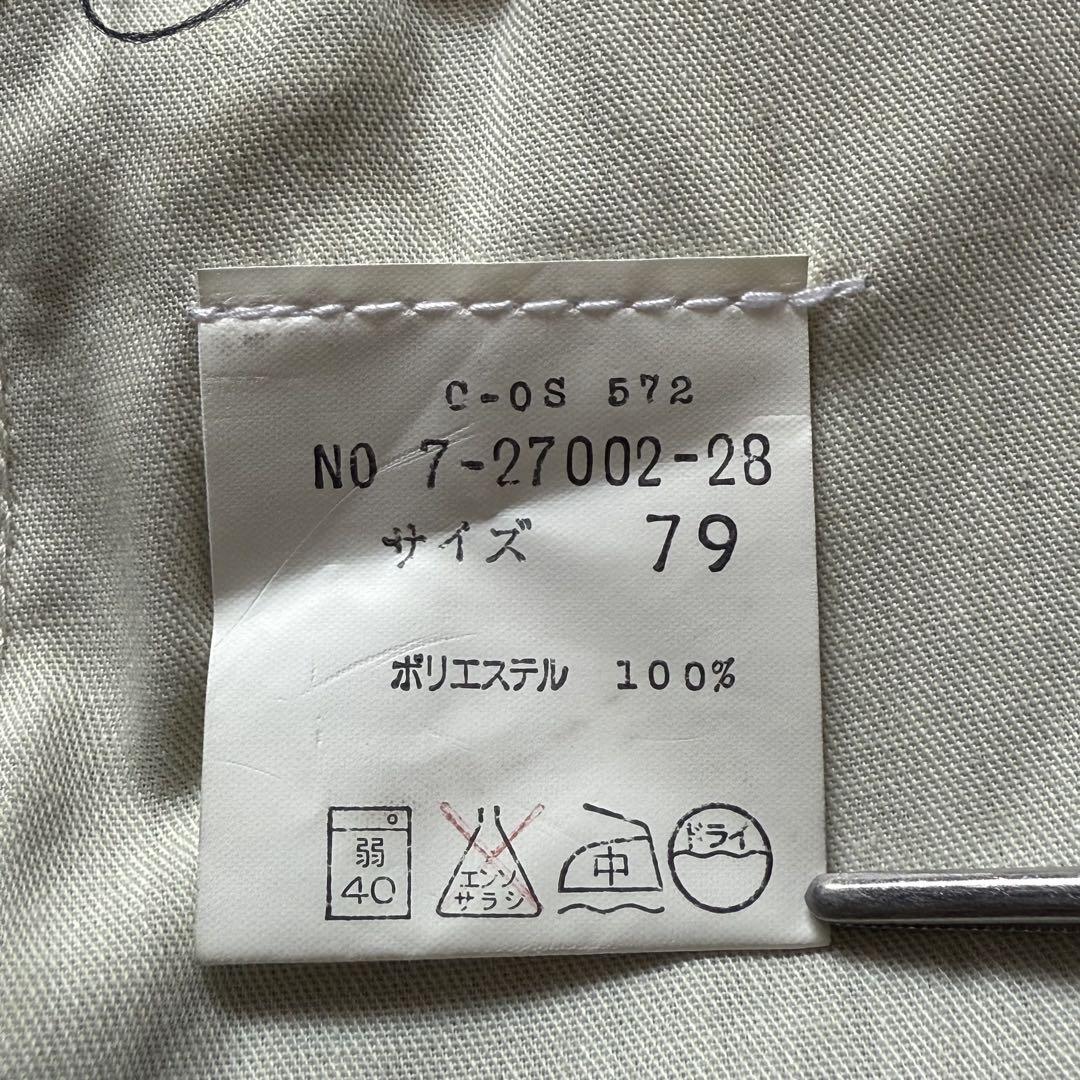 C-OS 572
NO 7-27002-28
サイズ 79
ポリエステル 100%
弱
40
エンソ
サラシ
中
ドライ